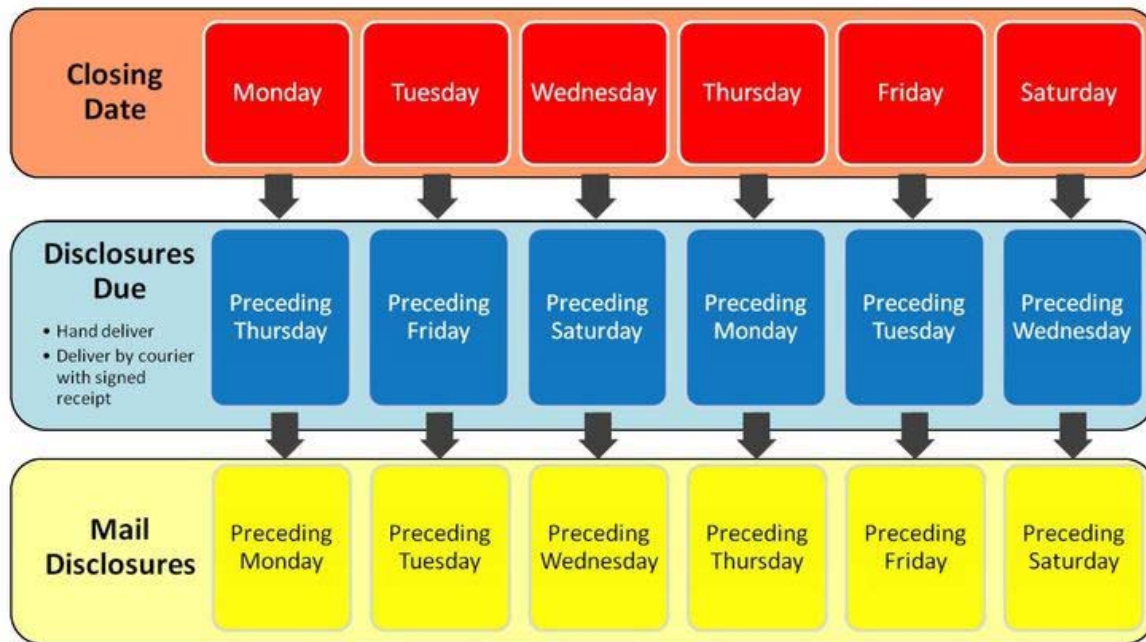 Closing
Date
Monday
Tuesday
Wednesday
Thursday
Friday
Saturday
Disclosures
Due
• Hand deliver
• Deliver by courier
with signed
receipt
Preceding
Thursday
Preceding
Friday
Preceding
Saturday
Preceding
Monday
Preceding
Tuesday
Preceding
Wednesday
Mail
Disclosures
Preceding
Monday
Preceding
Tuesday
Preceding
Wednesday
Preceding
Thursday
Preceding
Friday
Preceding
Saturday